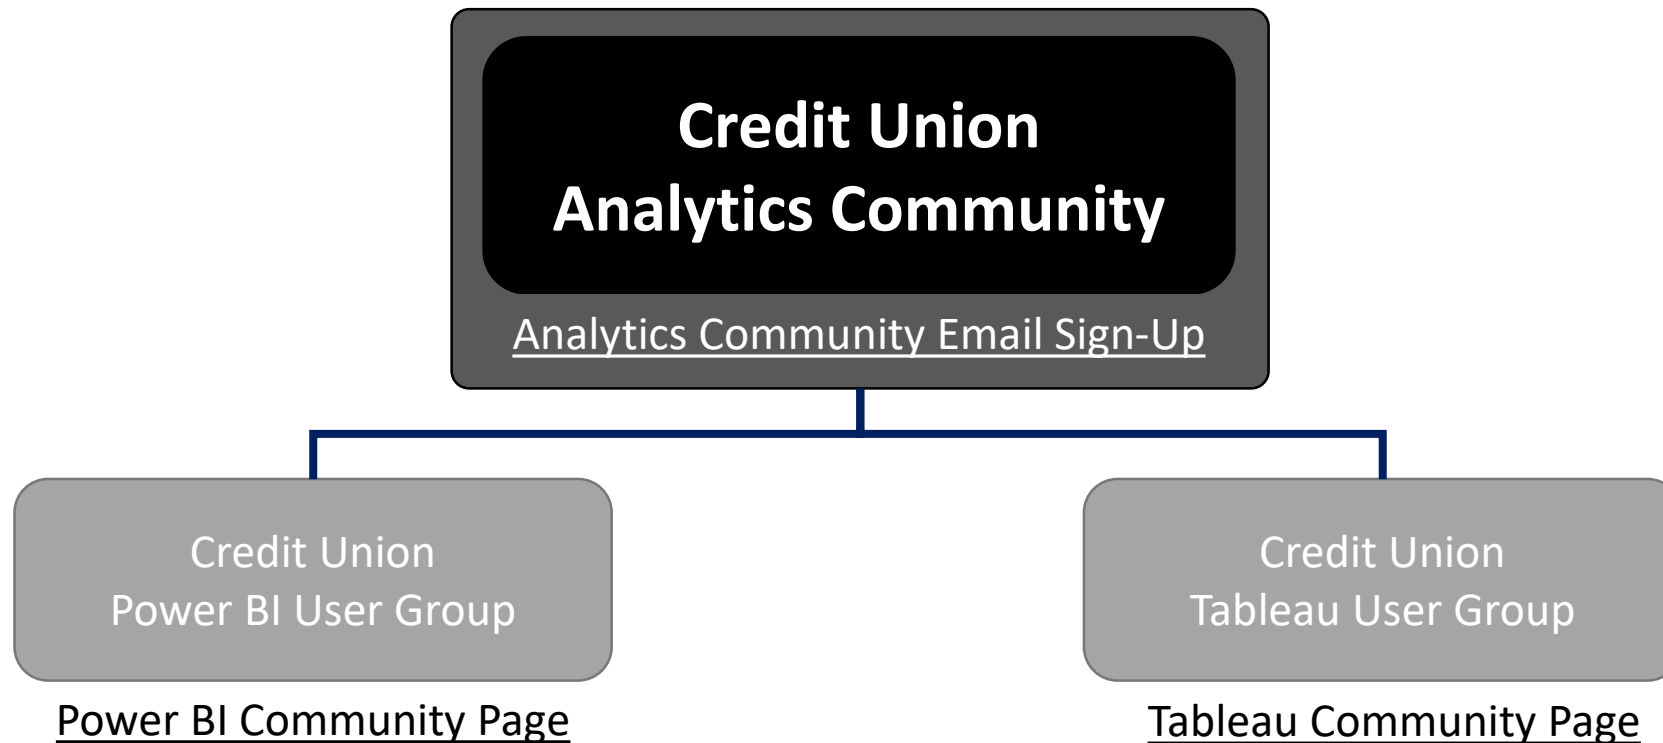 Credit Union
Analytics Community
Analytics Community Email Sign-Up
Credit Union
Power BI User Group
Power BI Community Page
Credit Union
Tableau User Group
Tableau Community Page